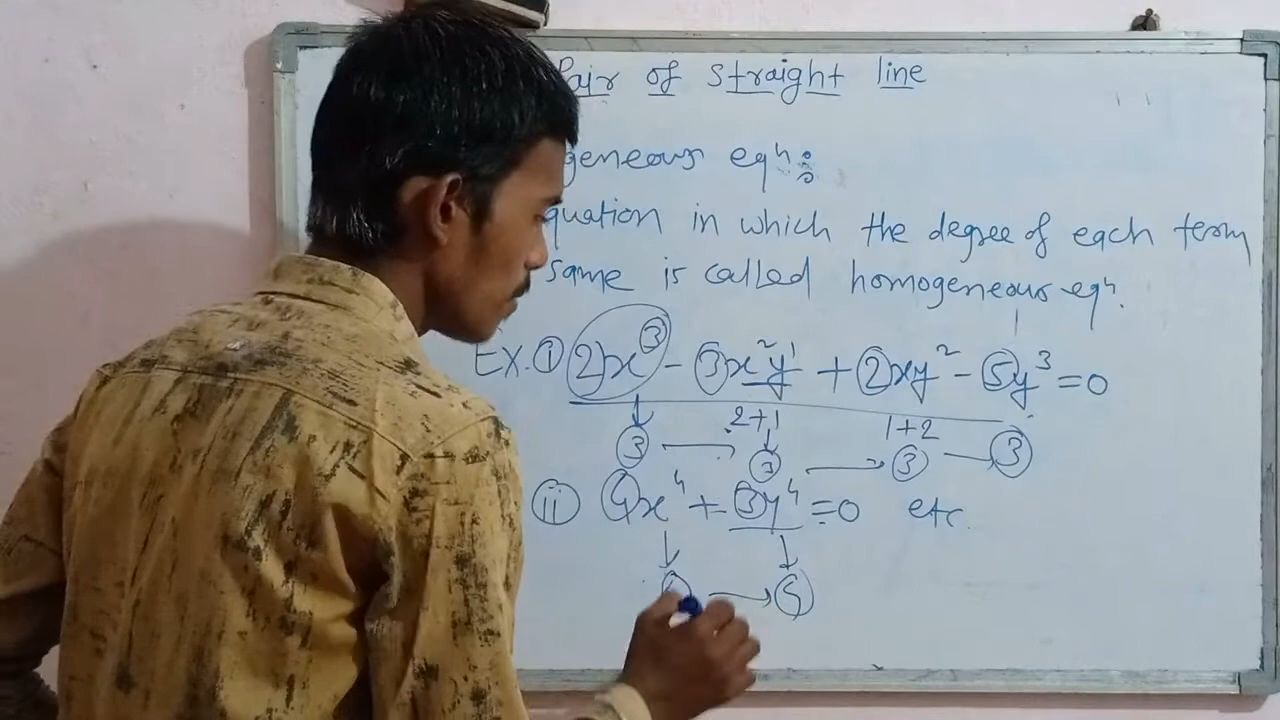 Pair of straight line
geneous eqⁿ:
quation in which the degree of each term
same is called homogeneous eqⁿ.
Ex. ① 2x³ - 3x²y¹ + 2xy² - 5y³ = 0
2+1 1+2
③ → ③ → ③ → ③
ⅱ 4x⁴ + 3y⁴ = 0 etc.
④ → ④